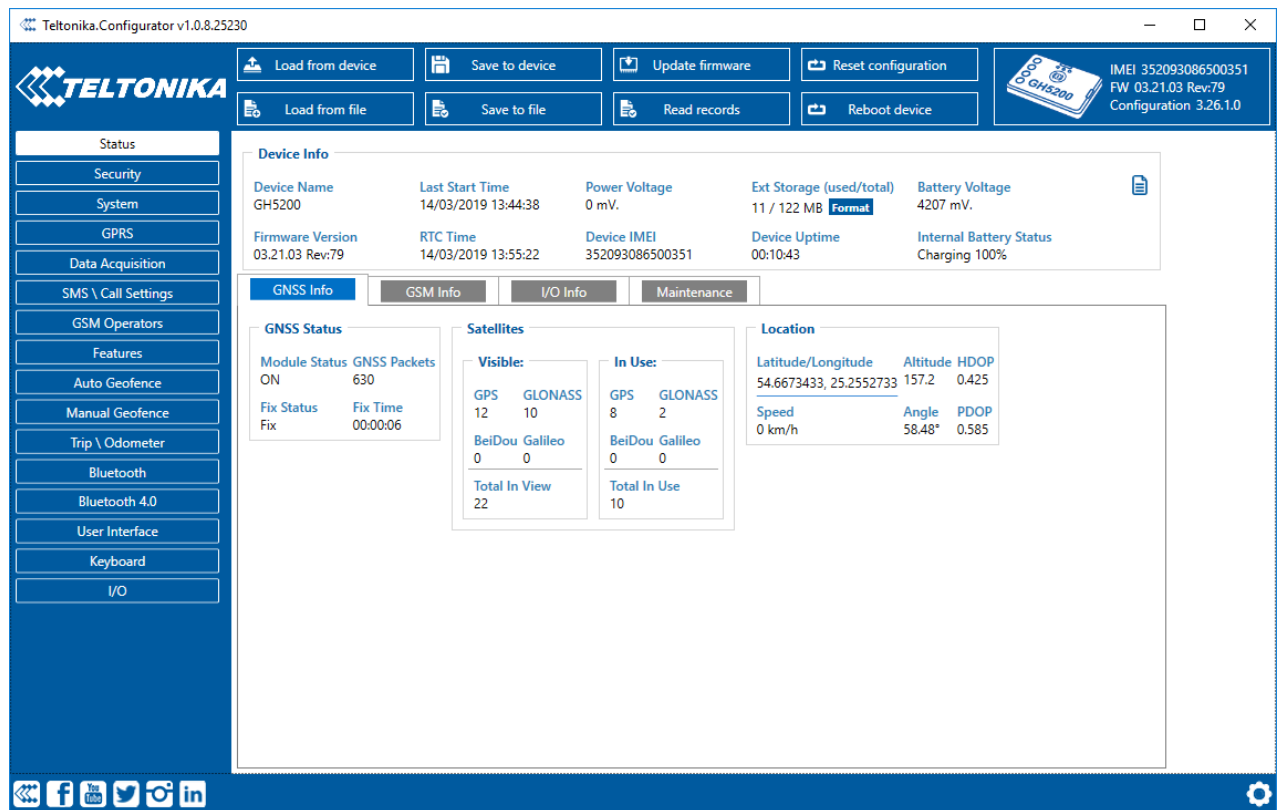 Teltonika.Configurator v1.0.8.25230
TELTONIKA
Load from device
Save to device
Update firmware
Reset configuration
Load from file
Save to file
Read records
Reboot device
GH5200
IMEI 352093086500351
FW 03.21.03 Rev:79
Configuration 3.26.1.0
Status
Security
System
GPRS
Data Acquisition
SMS \ Call Settings
GSM Operators
Features
Auto Geofence
Manual Geofence
Trip \ Odometer
Bluetooth
Bluetooth 4.0
User Interface
Keyboard
I/O
Device Info
Device Name Last Start Time Power Voltage Ext Storage (used/total) Battery Voltage
GH5200 14/03/2019 13:44:38 0 mV. 11 / 122 MB Format 4207 mV.
Firmware Version RTC Time Device IMEI Device Uptime Internal Battery Status
03.21.03 Rev:79 14/03/2019 13:55:22 352093086500351 00:10:43 Charging 100%
GNSS Info GSM Info I/O Info Maintenance
GNSS Status
Module Status GNSS Packets
ON 630
Fix Status Fix Time
Fix 00:00:06
Satellites
Visible:
GPS GLONASS
12 10
BeiDou Galileo
0 0
Total In View
22
In Use:
GPS GLONASS
8 2
BeiDou Galileo
0 0
Total In Use
10
Location
Latitude/Longitude Altitude HDOP
54.6673433, 25.2552733 157.2 0.425
Speed Angle PDOP
0 km/h 58.48° 0.585
f You Tube in